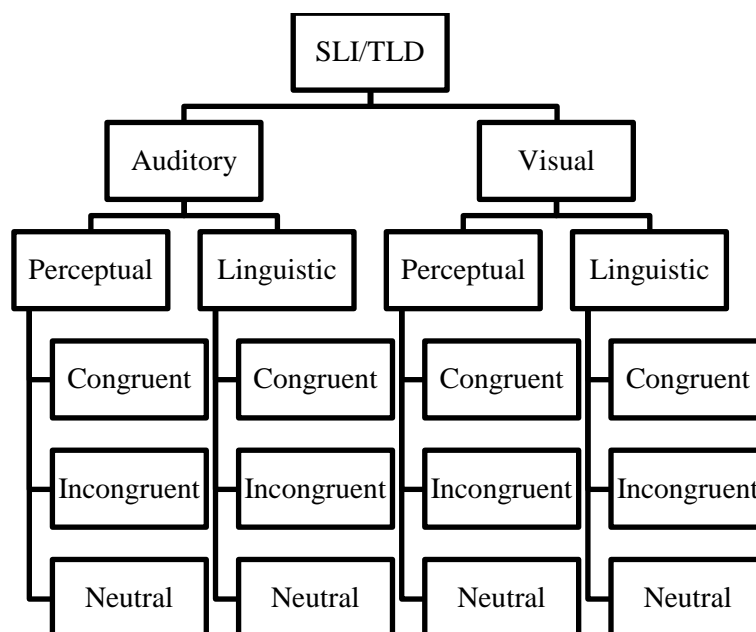 SLI/TLD
Auditory Visual
Perceptual Linguistic Perceptual Linguistic
Congruent Congruent Congruent Congruent
Incongruent Incongruent Incongruent Incongruent
Neutral Neutral Neutral Neutral